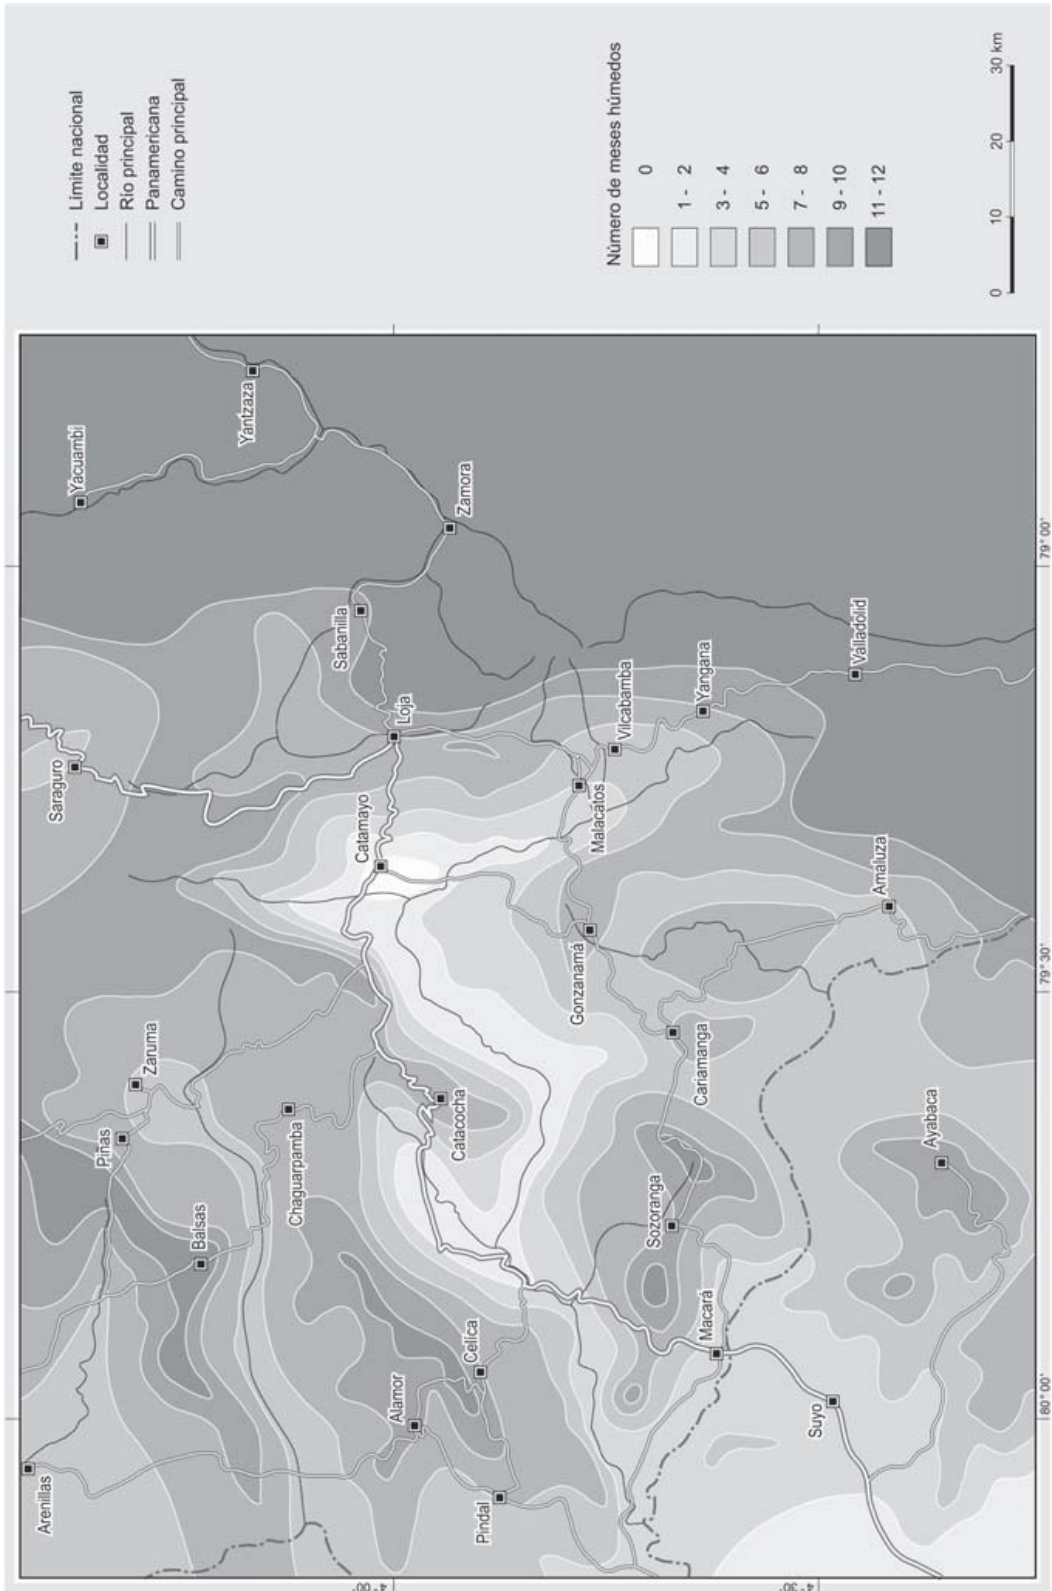 Límite nacional
Localidad
Río principal
Panamericana
Camino principal
Número de meses húmedos
0
1 - 2
3 - 4
5 - 6
7 - 8
9 - 10
11 - 12
0 10 20 30 km
Yacuambi
Yantzaza
Zamora
Sabanilla
Saraguro
Loja
Catamayo
Vilcabamba
Yangana
Valladolid
Malacatos
Amaluza
Gonzanamá
Zaruma
Piñas
Chaguarpamba
Catacocha
Cariamanga
Ayabaca
Balsas
Sozoranga
Celica
Macará
Alamor
Suyo
Arenillas
Pindal
79° 00'
79° 30'
80° 00'
4° 00'
4° 30'